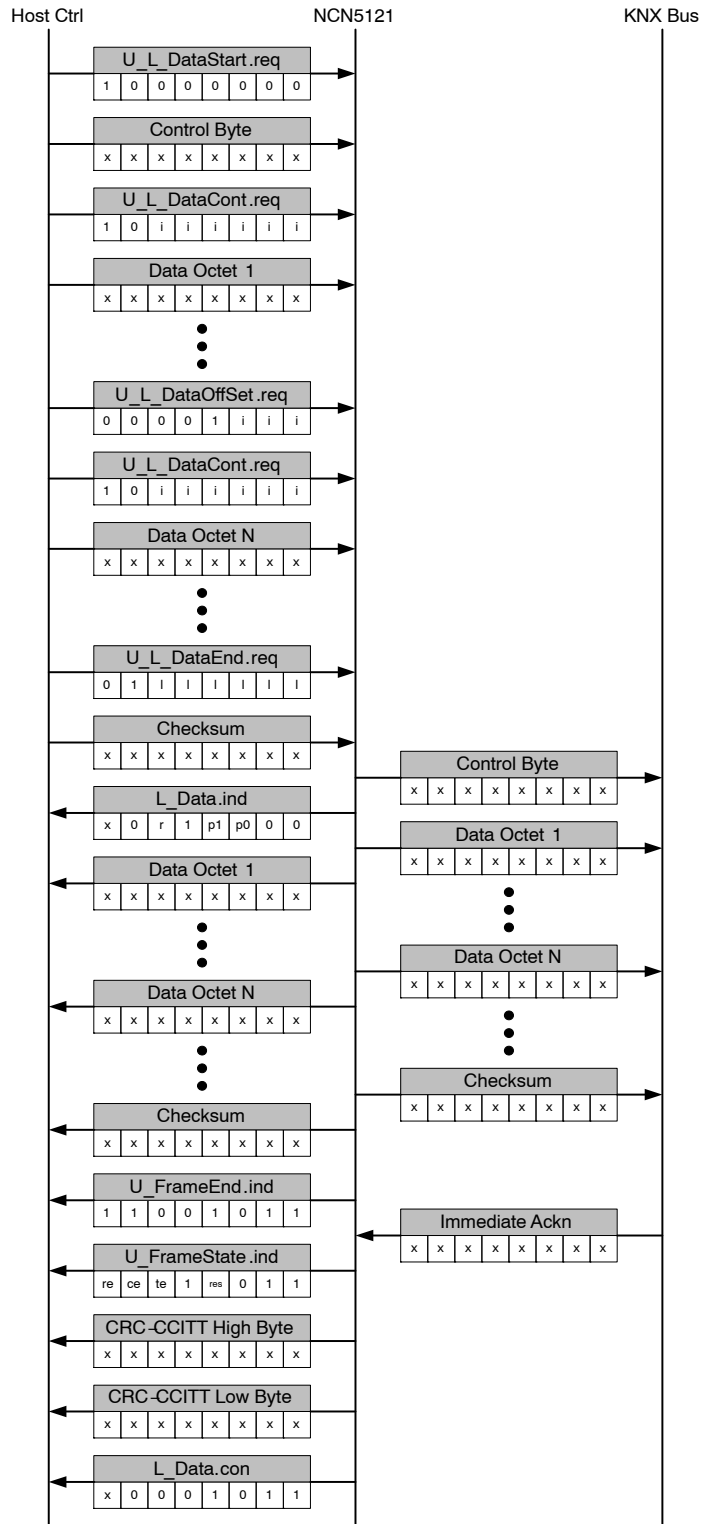 Host Ctrl NCN5121 KNX Bus
U_L_DataStart.req
1 0 0 0 0 0 0 0
Control Byte
x x x x x x x x
U_L_DataCont.req
1 0 i i i i i i
Data Octet 1
x x x x x x x x
U_L_DataOffSet.req
0 0 0 0 1 i i i
U_L_DataCont.req
1 0 i i i i i i
Data Octet N
x x x x x x x x
U_L_DataEnd.req
0 1 l l l l l l
Checksum
x x x x x x x x
Control Byte
x x x x x x x x
L_Data.ind
x 0 r 1 p1 p0 0 0
Data Octet 1
x x x x x x x x
Data Octet 1
x x x x x x x x
Data Octet N
x x x x x x x x
Data Octet N
x x x x x x x x
Checksum
x x x x x x x x
Checksum
x x x x x x x x
U_FrameEnd.ind
1 1 0 0 1 0 1 1
Immediate Ackn
x x x x x x x x
U_FrameState.ind
re ce te 1 res 0 1 1
CRC-CCITT High Byte
x x x x x x x x
CRC-CCITT Low Byte
x x x x x x x x
L_Data.con
x 0 0 0 1 0 1 1